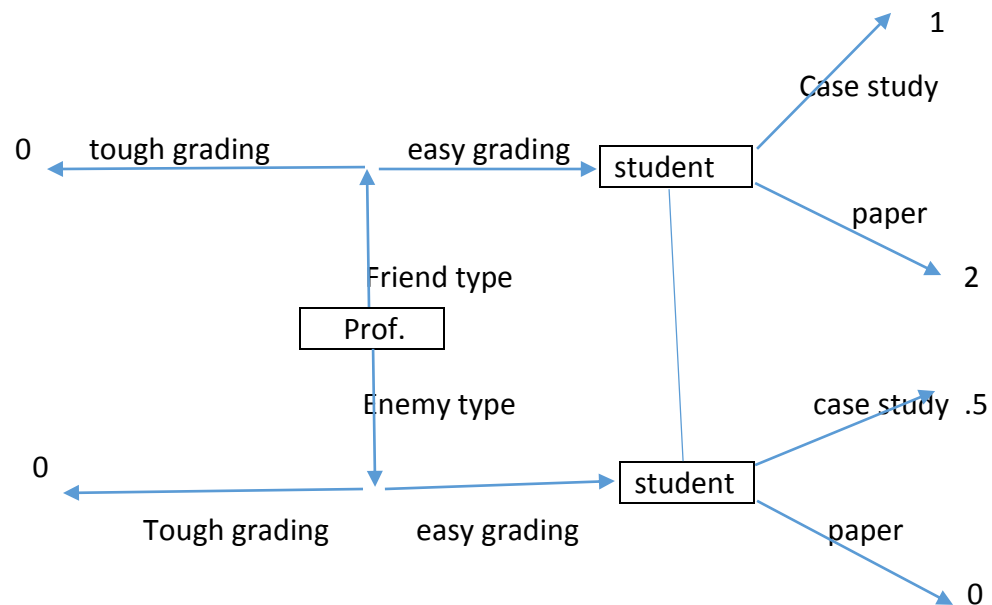 1
Case study
0 tough grading easy grading student
paper
Friend type 2
Prof.
Enemy type case study .5
0
student
Tough grading easy grading paper
0